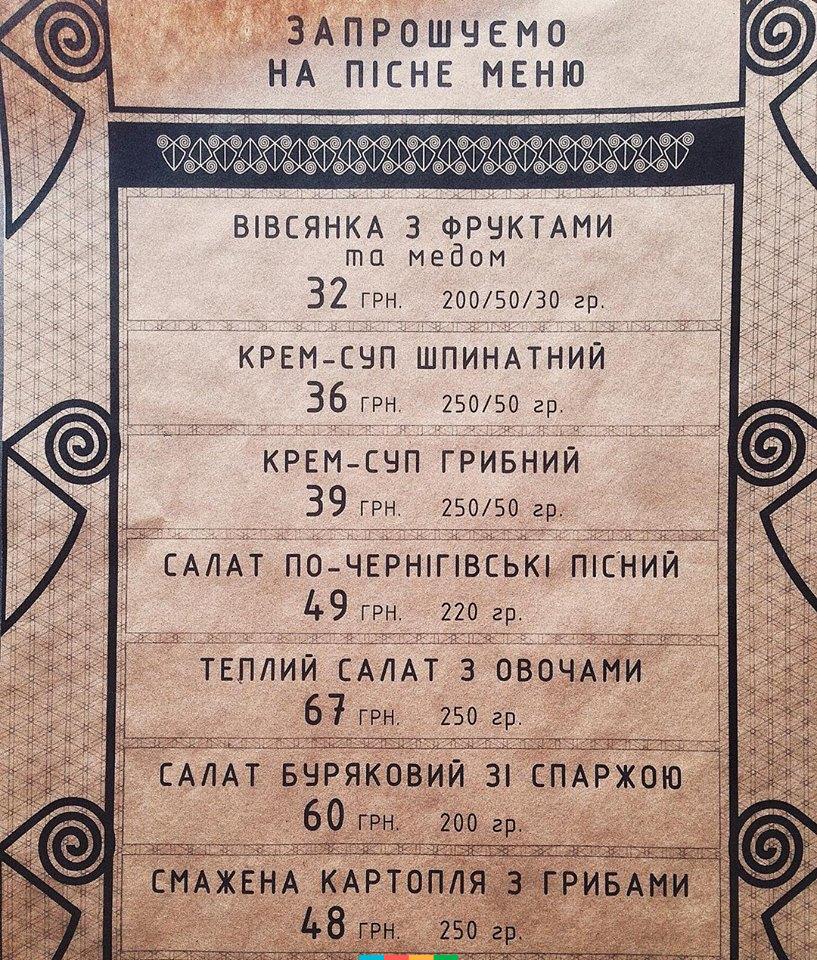 ЗАПРОШУЄМО
НА ПІСНЕ МЕНЮ
ВІВСЯНКА З ФРУКТАМИ
та медом
32 ГРН. 200/50/30 гр.
КРЕМ-СУП ШПИНАТНИЙ
36 ГРН. 250/50 гр.
КРЕМ-СУП ГРИБНИЙ
39 ГРН. 250/50 гр.
САЛАТ ПО-ЧЕРНІГІВСЬКІ ПІСНИЙ
49 ГРН. 220 гр.
ТЕПЛИЙ САЛАТ З ОВОЧАМИ
67 ГРН. 250 гр.
САЛАТ БУРЯКОВИЙ ЗІ СПАРЖОЮ
60 ГРН. 200 гр.
СМАЖЕНА КАРТОПЛЯ З ГРИБАМИ
48 ГРН. 250 гр.